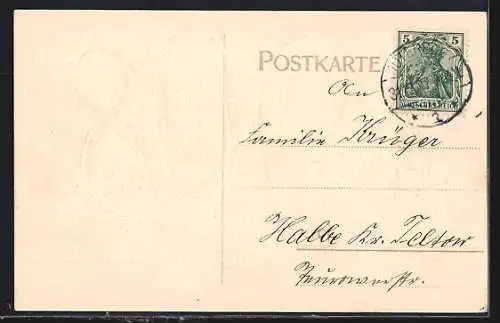 5 5
POSTKARTE
DEUTSCHES REICH
An
Familie Krüger
Halbe Kr. Teltow